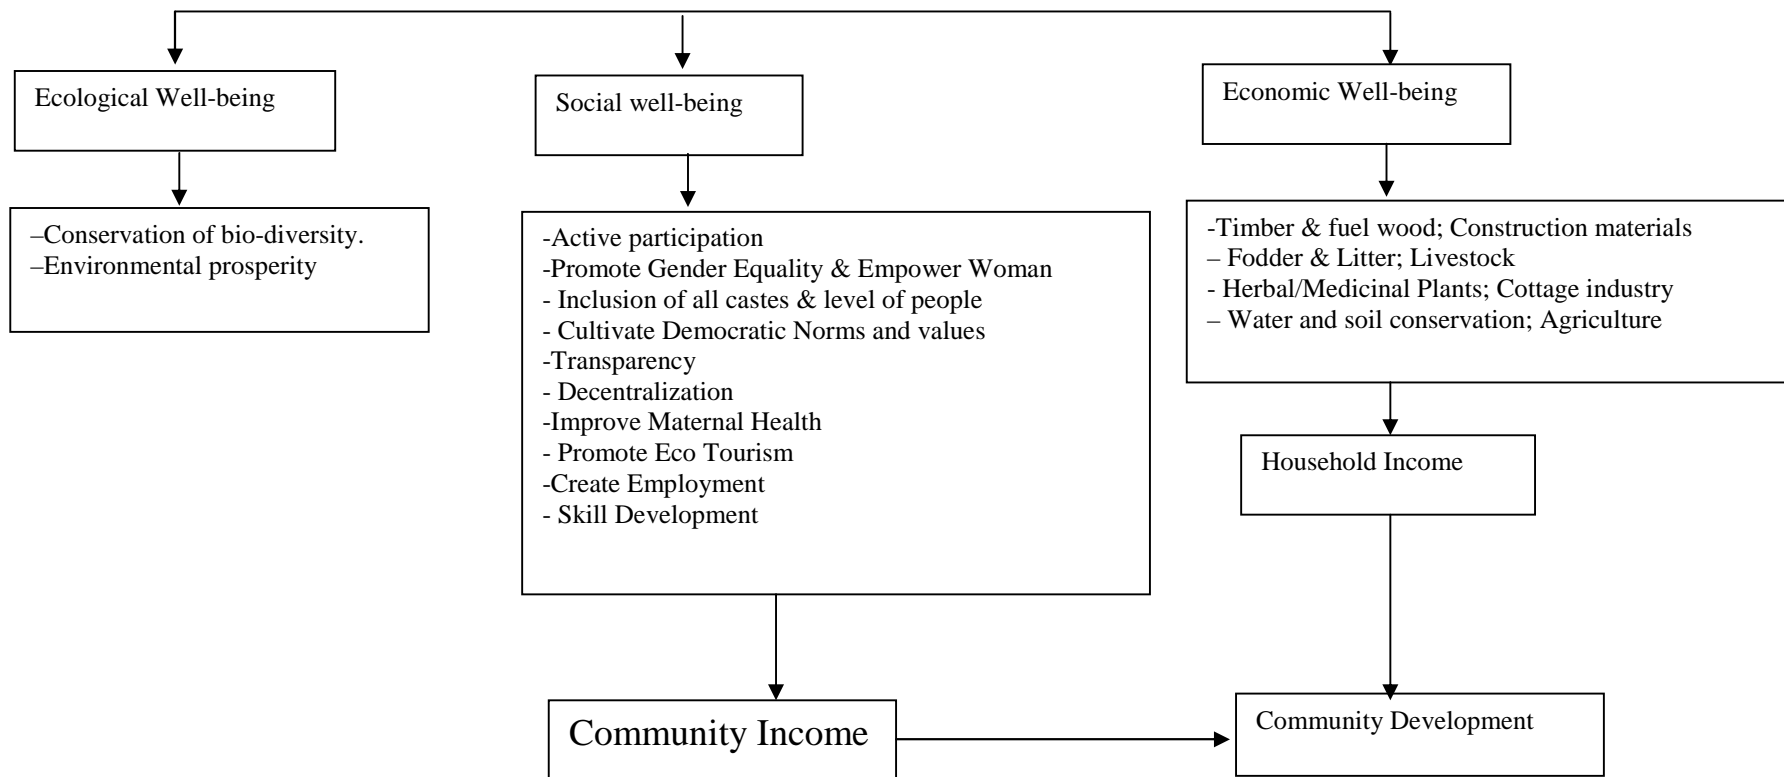 Ecological Well-being
Social well-being
Economic Well-being
–Conservation of bio-diversity.
–Environmental prosperity
-Active participation
-Promote Gender Equality & Empower Woman
- Inclusion of all castes & level of people
- Cultivate Democratic Norms and values
-Transparency
- Decentralization
-Improve Maternal Health
- Promote Eco Tourism
-Create Employment
- Skill Development
-Timber & fuel wood; Construction materials
– Fodder & Litter; Livestock
- Herbal/Medicinal Plants; Cottage industry
– Water and soil conservation; Agriculture
Household Income
Community Income
Community Development